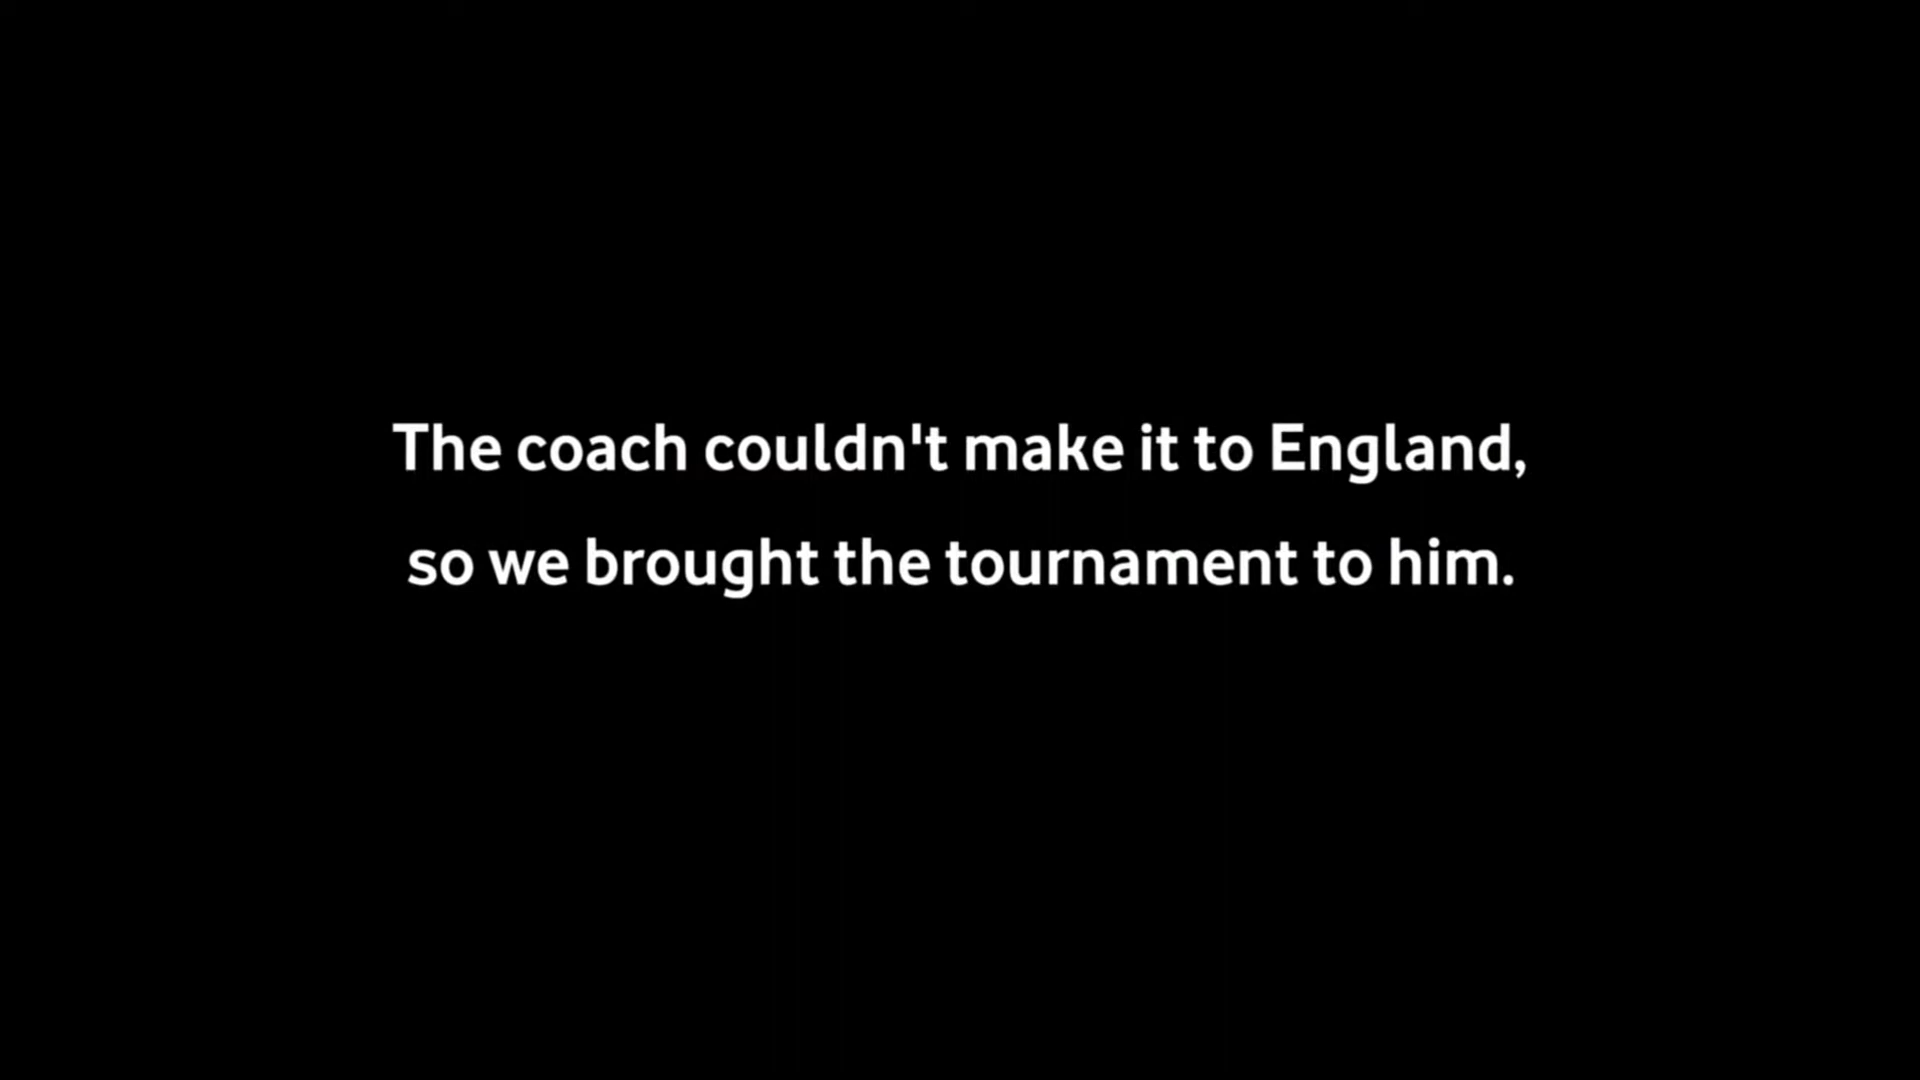 The coach couldn't make it to England,
so we brought the tournament to him.